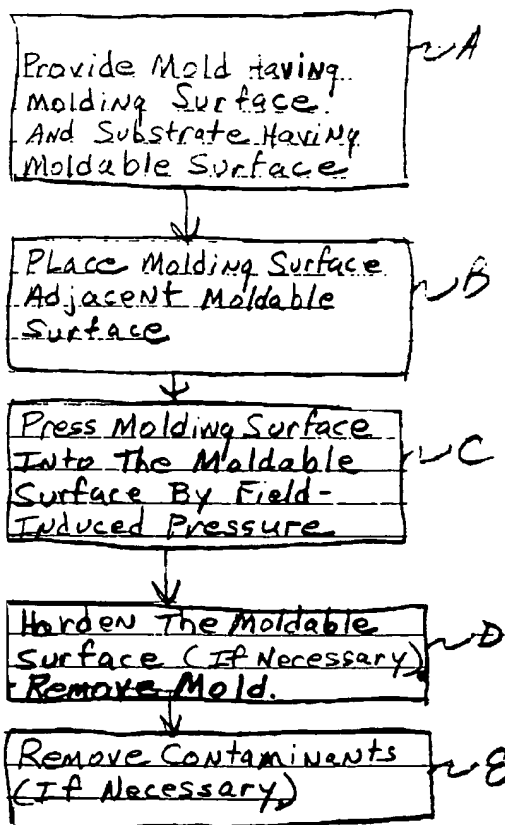 Provide Mold Having
Molding Surface.
And Substrate Having
Moldable Surface
A
Place Molding Surface
Adjacent Moldable
Surface
B
Press Molding Surface
Into The Moldable
Surface By Field-
Induced Pressure
C
Harden The Moldable
Surface (If Necessary).
Remove Mold.
D
Remove Contaminants
(If Necessary)
E